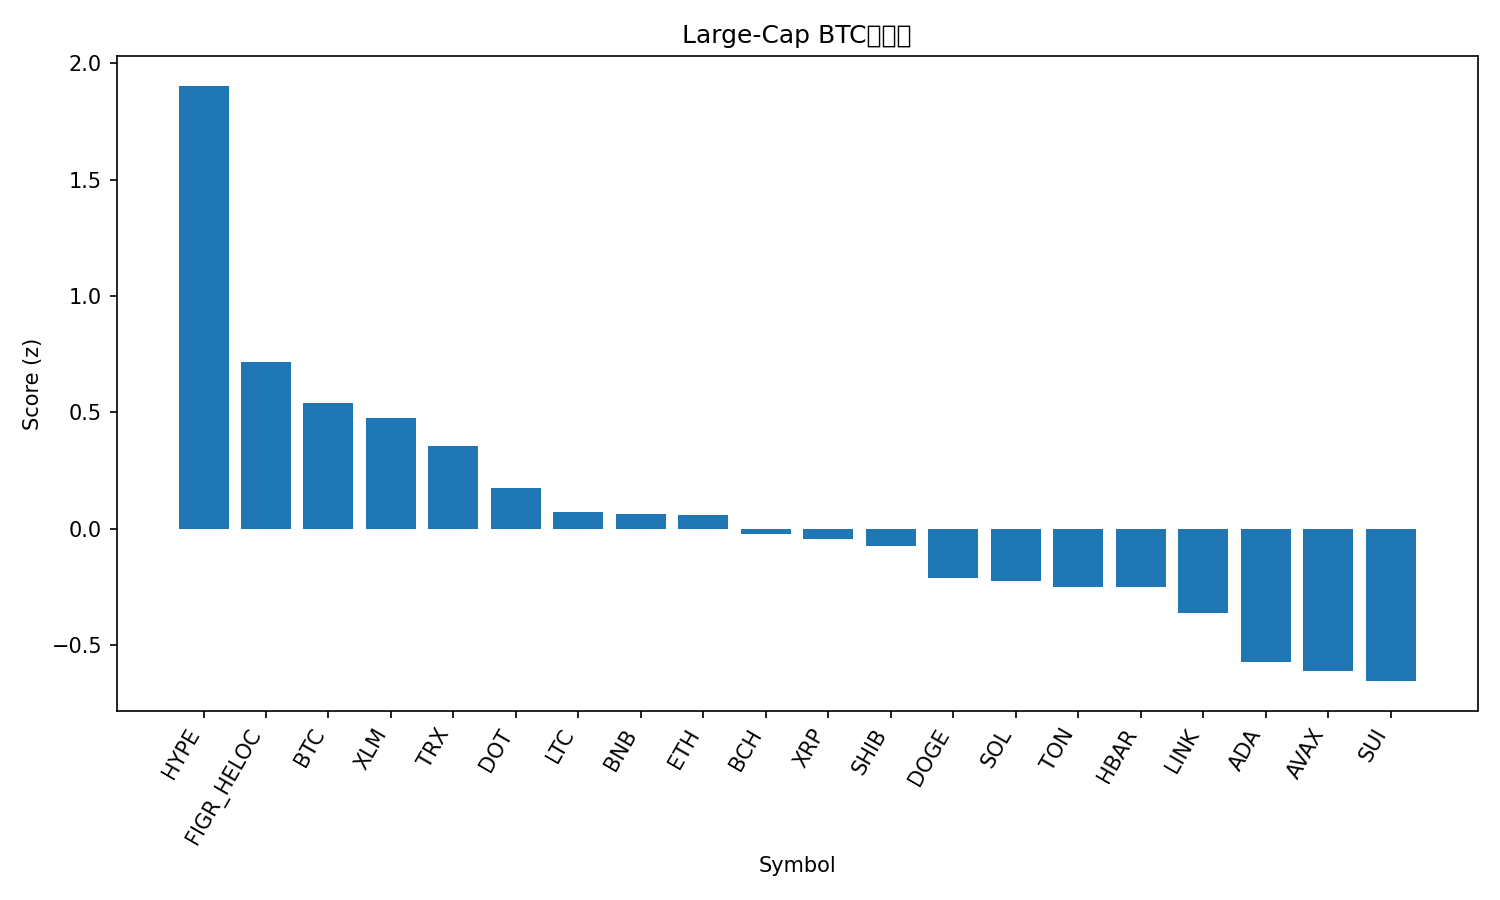 Large-Cap BTC
2.0
1.5
1.0
0.5
0.0
−0.5
Score (z)
HYPE
FIGR_HELOC
BTC
XLM
TRX
DOT
LTC
BNB
ETH
BCH
XRP
SHIB
DOGE
SOL
TON
HBAR
LINK
ADA
AVAX
SUI
Symbol